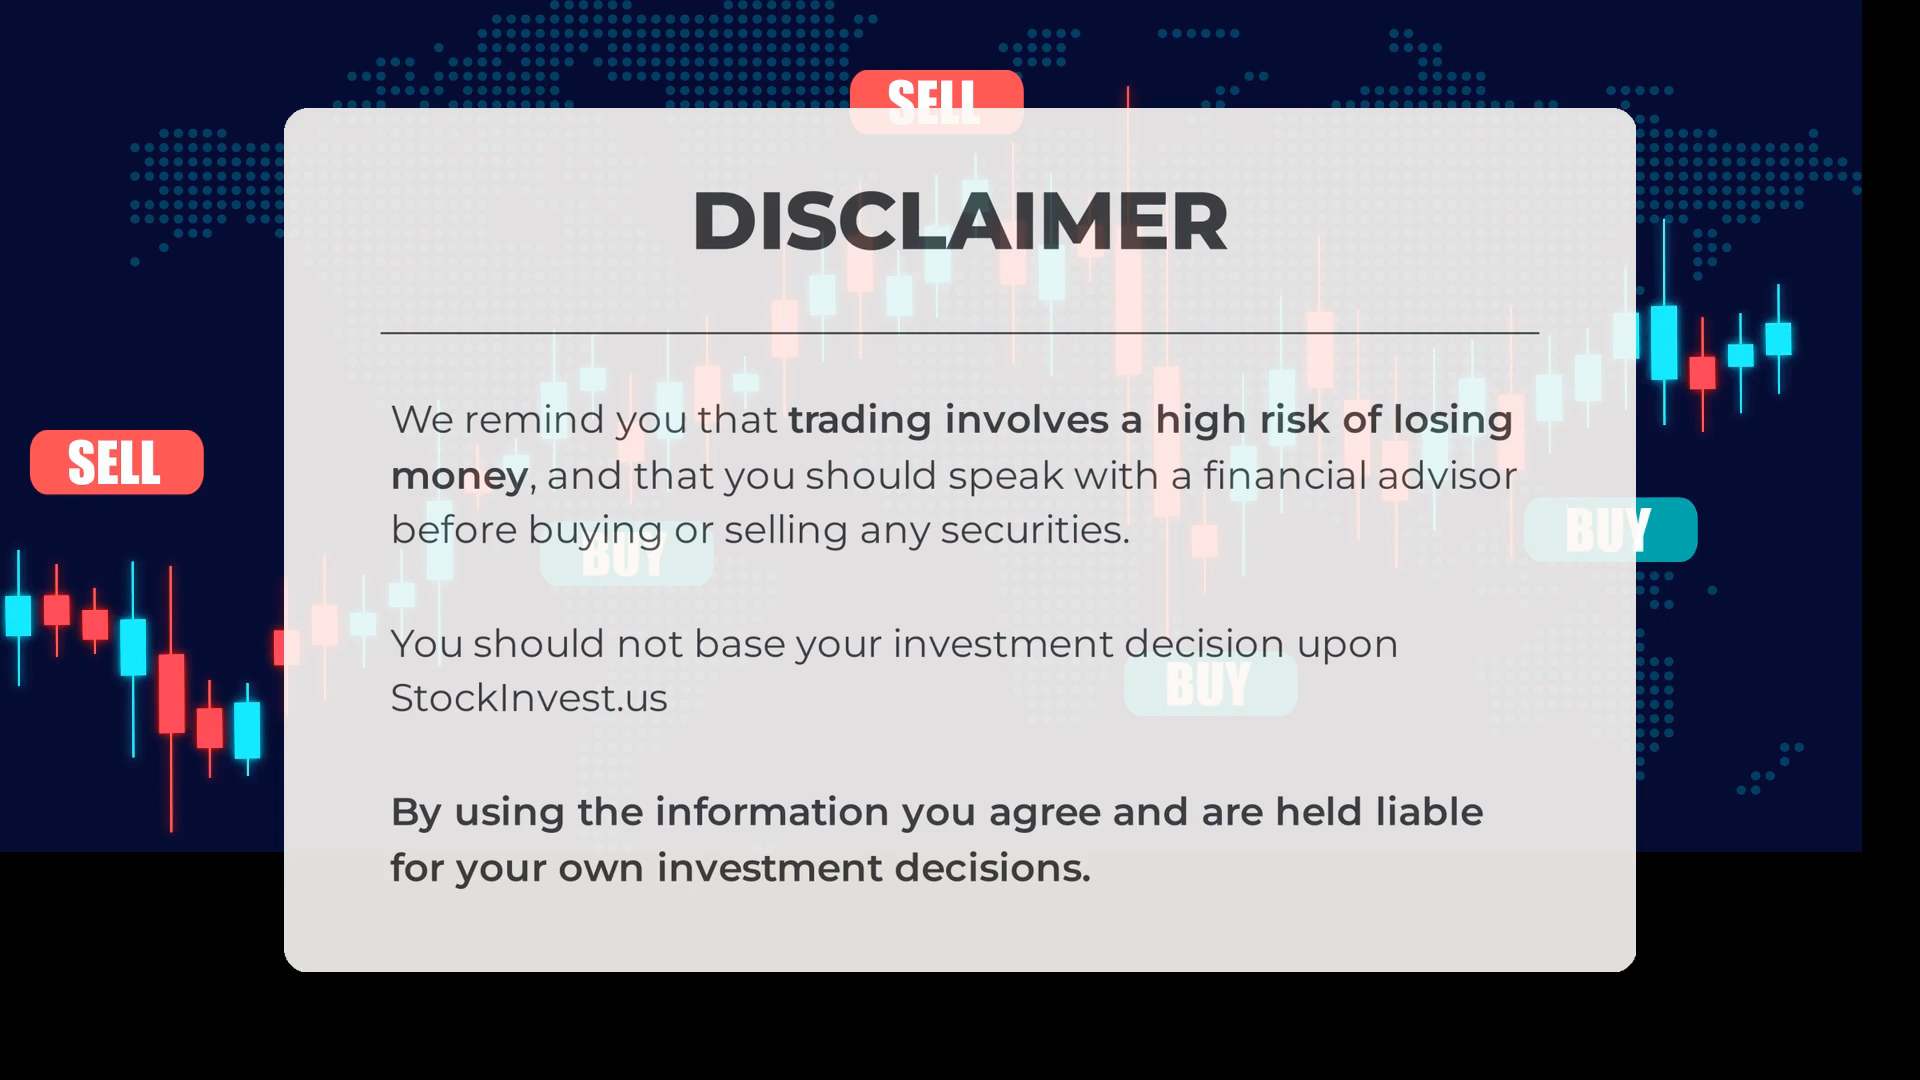 SELL
DISCLAIMER
We remind you that trading involves a high risk of losing
money, and that you should speak with a financial advisor
before buying or selling any securities.
SELL
BUY
BUY
You should not base your investment decision upon
StockInvest.us
BUY
By using the information you agree and are held liable
for your own investment decisions.